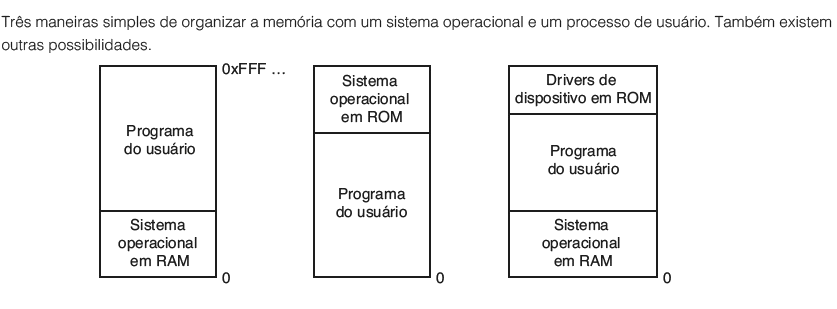 Três maneiras simples de organizar a memória com um sistema operacional e um processo de usuário. Também existem
outras possibilidades.
0xFFF ...
Programa
do usuário
Sistema
operacional
em RAM
0
Sistema
operacional
em ROM
Programa
do usuário
0
Drivers de
dispositivo em ROM
Programa
do usuário
Sistema
operacional
em RAM
0